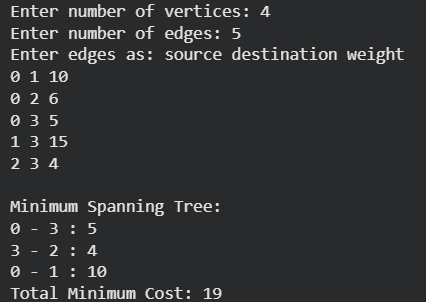 Enter number of vertices: 4
Enter number of edges: 5
Enter edges as: source destination weight
0 1 10
0 2 6
0 3 5
1 3 15
2 3 4
Minimum Spanning Tree:
0 - 3 : 5
3 - 2 : 4
0 - 1 : 10
Total Minimum Cost: 19